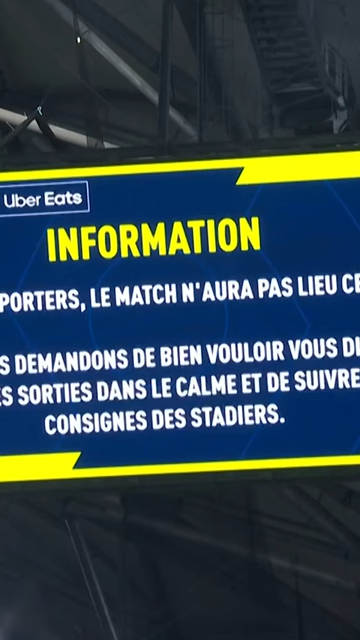 Uber Eats
INFORMATION
PORTERS, LE MATCH N'AURA PAS LIEU CE
S DEMANDONS DE BIEN VOULOIR VOUS DI
ES SORTIES DANS LE CALME ET DE SUIVRE
CONSIGNES DES STADIERS.